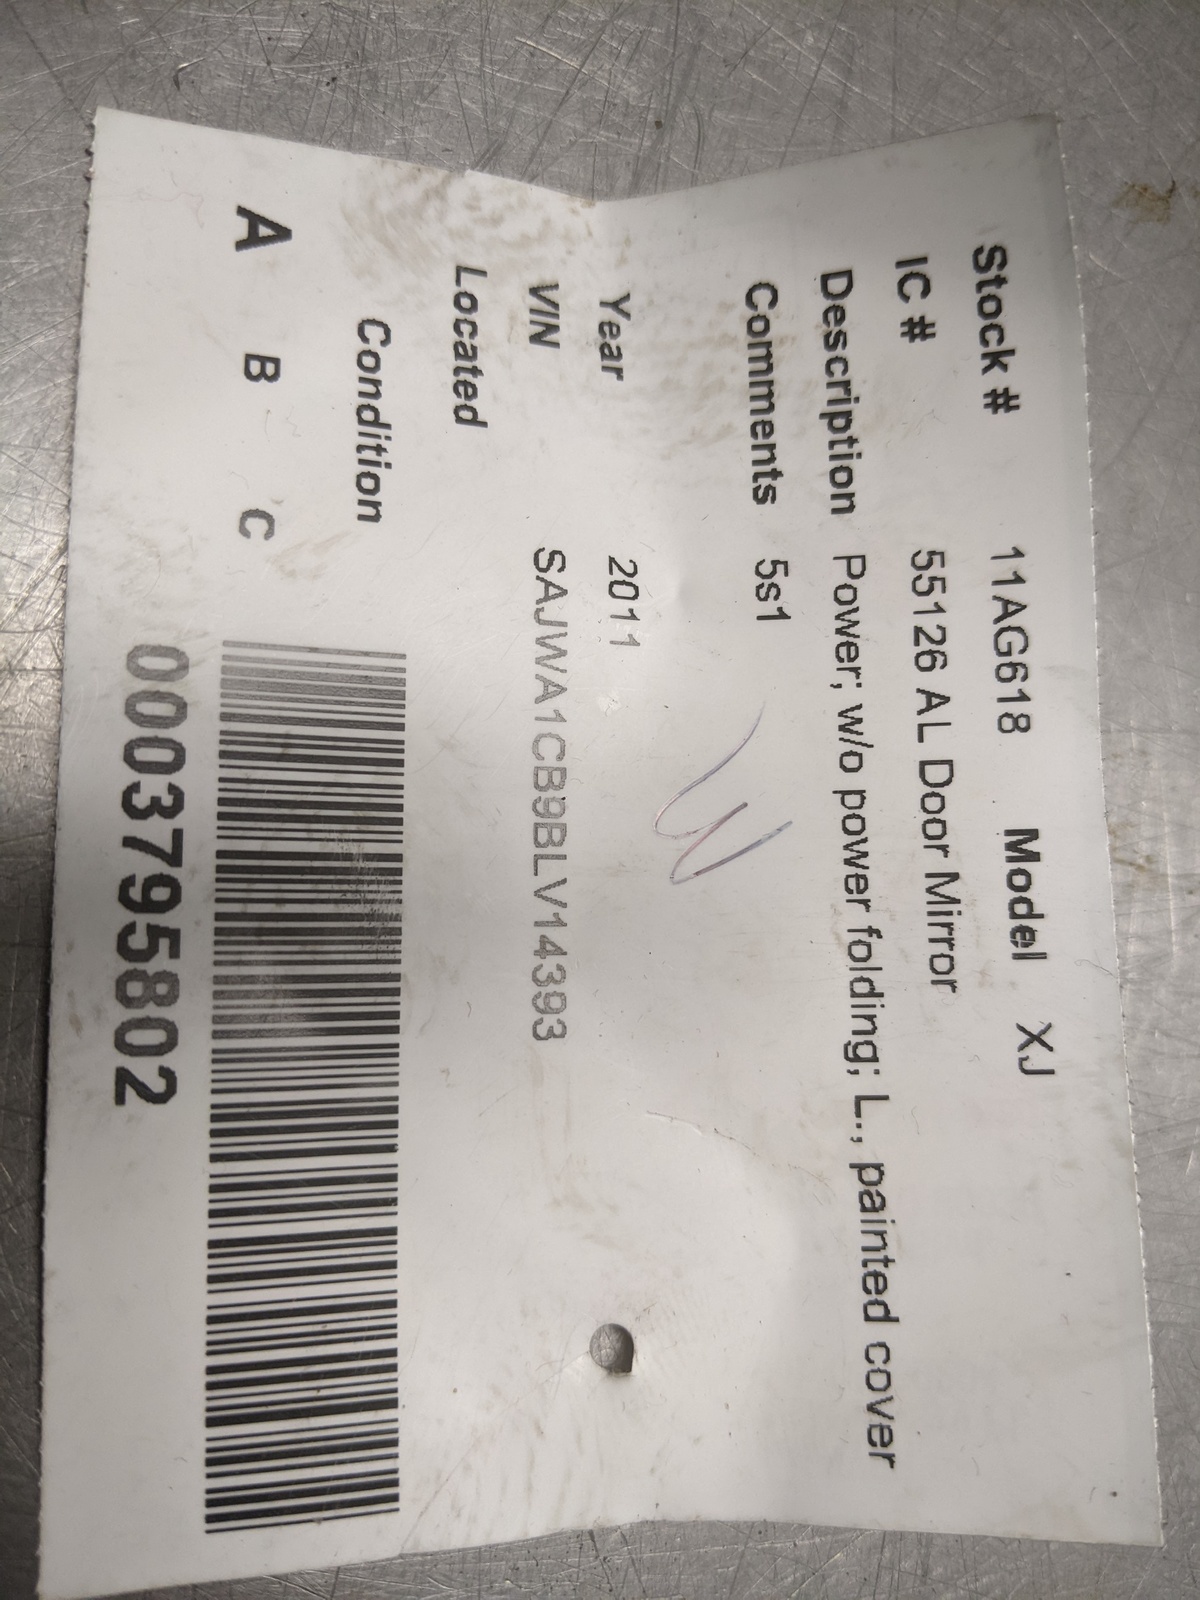 Stock # 11AG618 Model XJ
IC # 55126 AL Door Mirror
Description Power; w/o power folding; L., painted cover
Comments 5s1
Year 2011
VIN SAJWA1CB9BLV14393
Located
Condition
A B C
0003795802